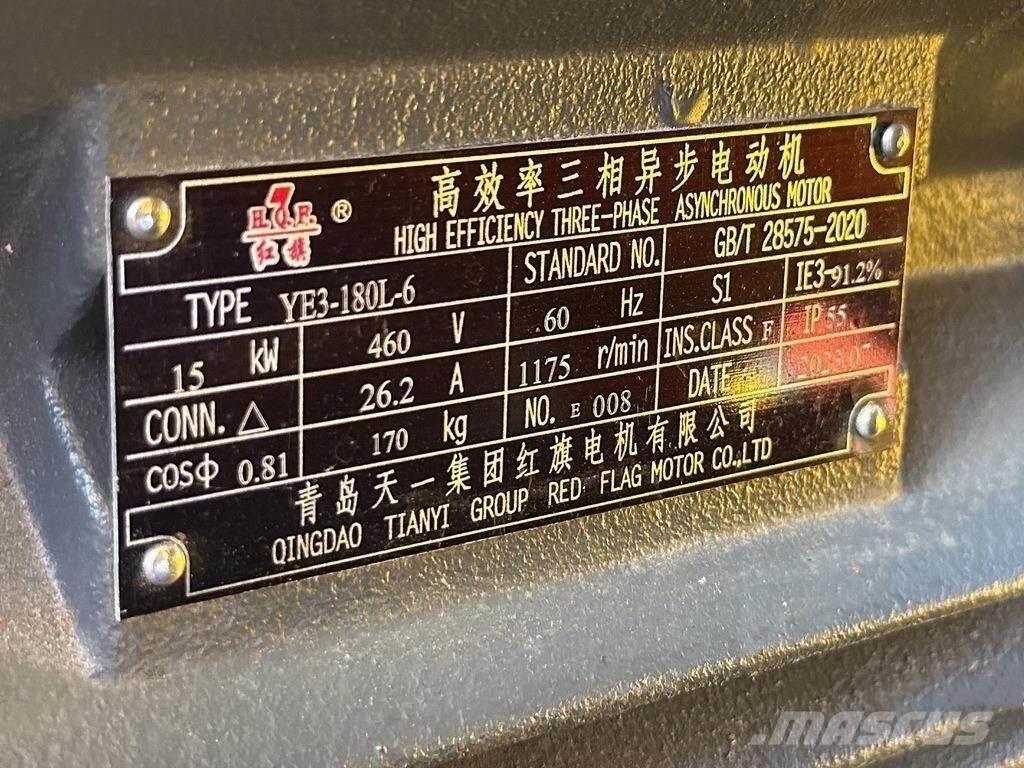 高效率三相异步电动机
H.Q.F. ® HIGH EFFICIENCY THREE-PHASE ASYNCHRONOUS MOTOR
红旗
TYPE YE3-180L-6 STANDARD NO. GB/T 28575-2020
15 kW 460 V 60 Hz S1 IE3-91.2%
CONN. △ 26.2 A 1175 r/min INS.CLASS F IP 55
COSΦ 0.81 170 kg NO. E 008 DATE
青岛天一集团红旗电机有限公司
QINGDAO TIANYI GROUP RED FLAG MOTOR CO.,LTD
MASCUS